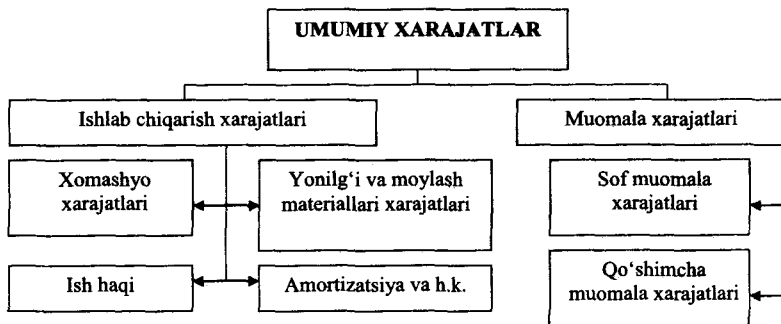 UMUMIY XARAJATLAR
Ishlab chiqarish xarajatlari
Muomala xarajatlari
Xomashyo
xarajatlari
Yonilg‘i va moylash
materiallari xarajatlari
Sof muomala
xarajatlari
Ish haqi
Amortizatsiya va h.k.
Qo‘shimcha
muomala xarajatlari